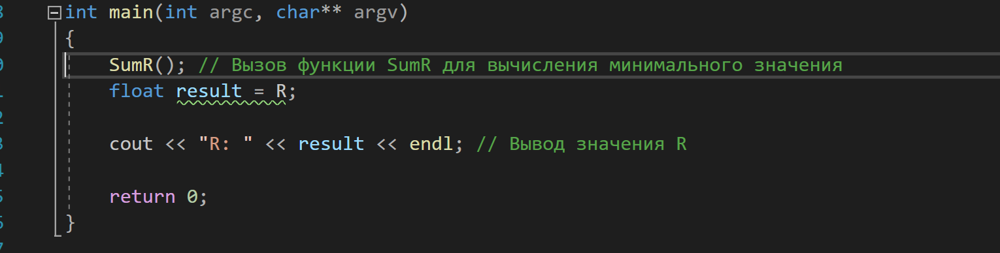 int main(int argc, char** argv)
{
SumR(); // Вызов функции SumR для вычисления минимального значения
float result = R;
cout << "R: " << result << endl; // Вывод значения R
return 0;
}